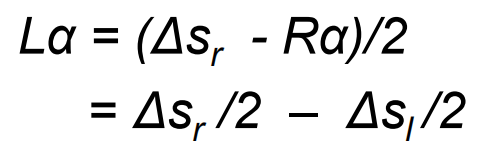 Lα = (Δsr - Rα)/2
= Δsr /2 – Δsl /2